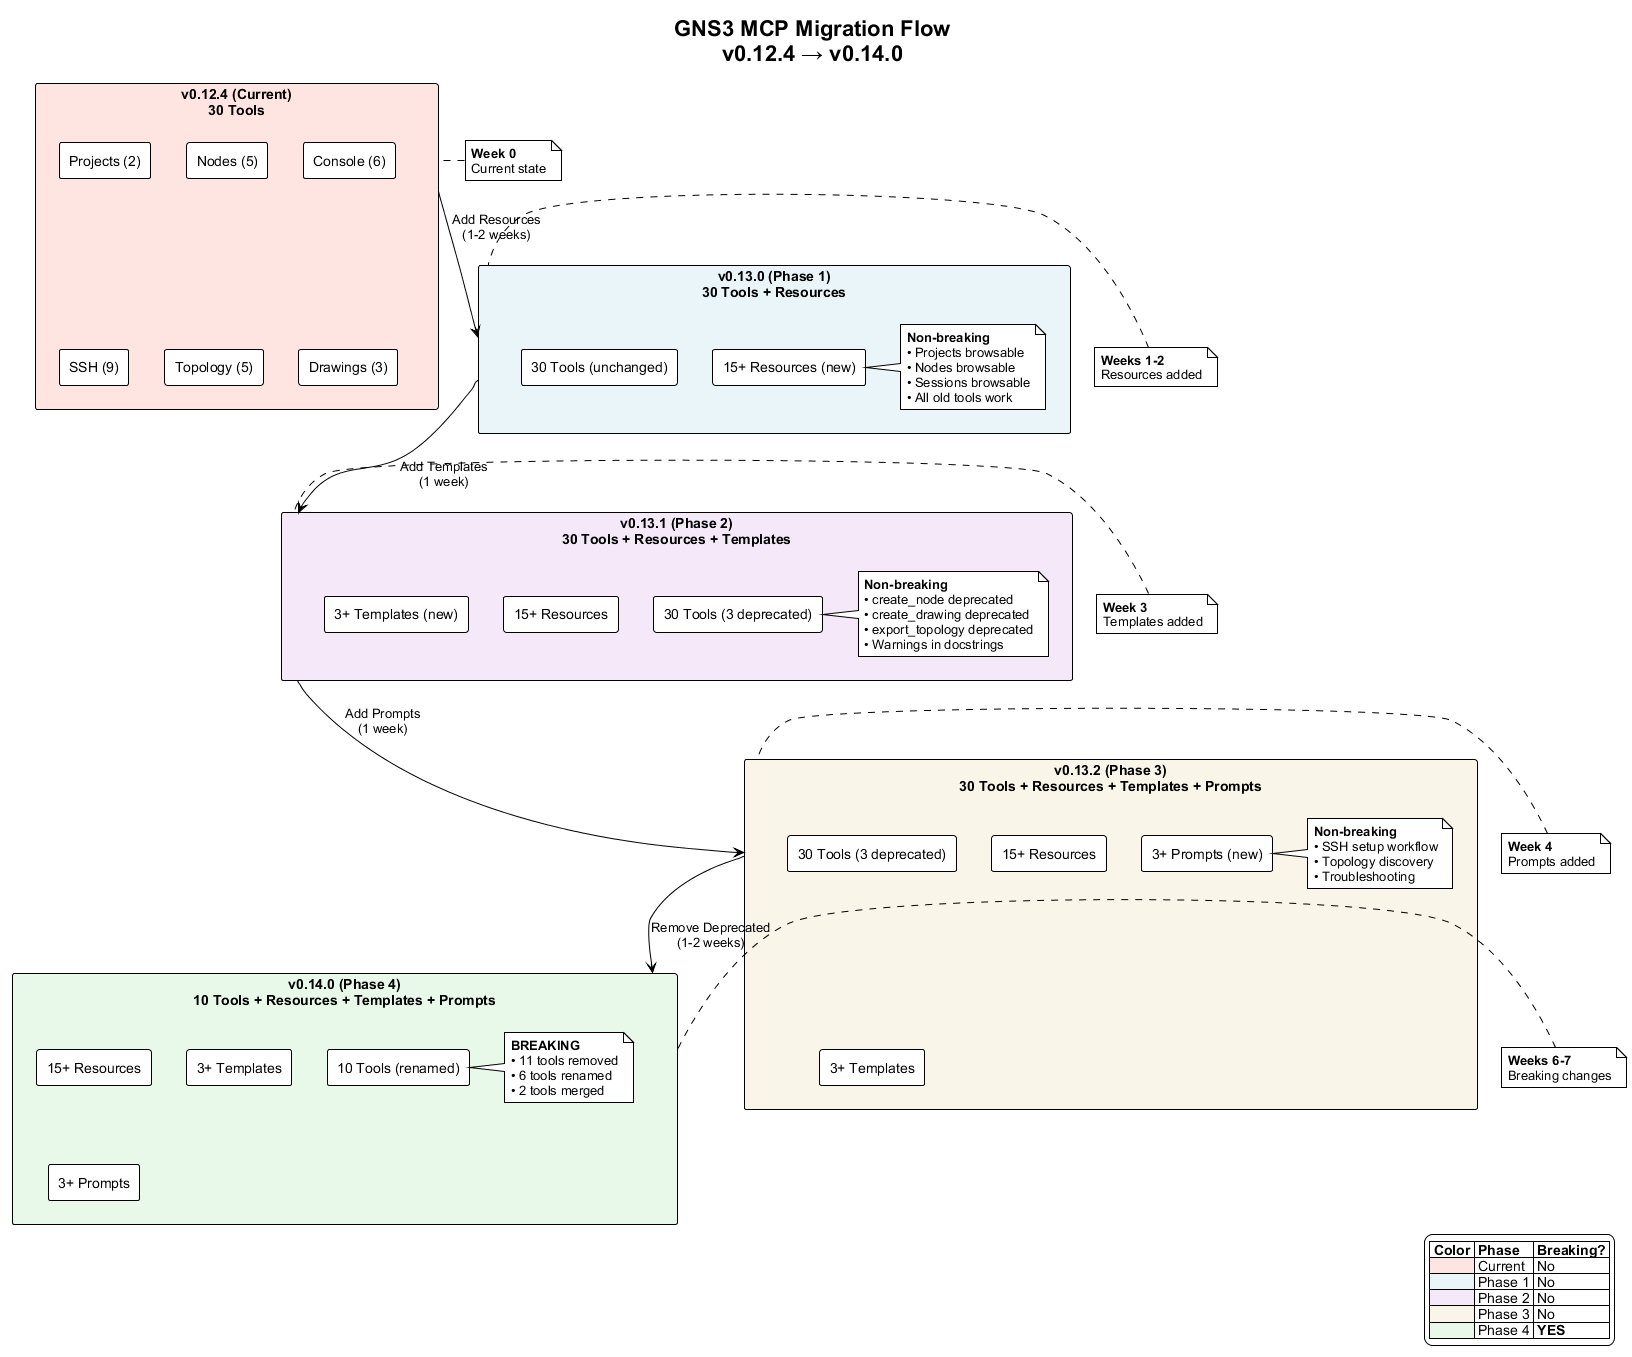 GNS3 MCP Migration Flow
v0.12.4 → v0.14.0
v0.12.4 (Current)
30 Tools
Projects (2)
Nodes (5)
Console (6)
SSH (9)
Topology (5)
Drawings (3)
Week 0
Current state
Add Resources
(1-2 weeks)
v0.13.0 (Phase 1)
30 Tools + Resources
30 Tools (unchanged)
15+ Resources (new)
Non-breaking
• Projects browsable
• Nodes browsable
• Sessions browsable
• All old tools work
Weeks 1-2
Resources added
Add Templates
(1 week)
v0.13.1 (Phase 2)
30 Tools + Resources + Templates
3+ Templates (new)
15+ Resources
30 Tools (3 deprecated)
Non-breaking
• create_node deprecated
• create_drawing deprecated
• export_topology deprecated
• Warnings in docstrings
Week 3
Templates added
Add Prompts
(1 week)
v0.13.2 (Phase 3)
30 Tools + Resources + Templates + Prompts
30 Tools (3 deprecated)
15+ Resources
3+ Prompts (new)
Non-breaking
• SSH setup workflow
• Topology discovery
• Troubleshooting
3+ Templates
Week 4
Prompts added
Remove Deprecated
(1-2 weeks)
v0.14.0 (Phase 4)
10 Tools + Resources + Templates + Prompts
15+ Resources
3+ Templates
10 Tools (renamed)
BREAKING
• 11 tools removed
• 6 tools renamed
• 2 tools merged
3+ Prompts
Weeks 6-7
Breaking changes
Color Phase Breaking?
Current No
Phase 1 No
Phase 2 No
Phase 3 No
Phase 4 YES